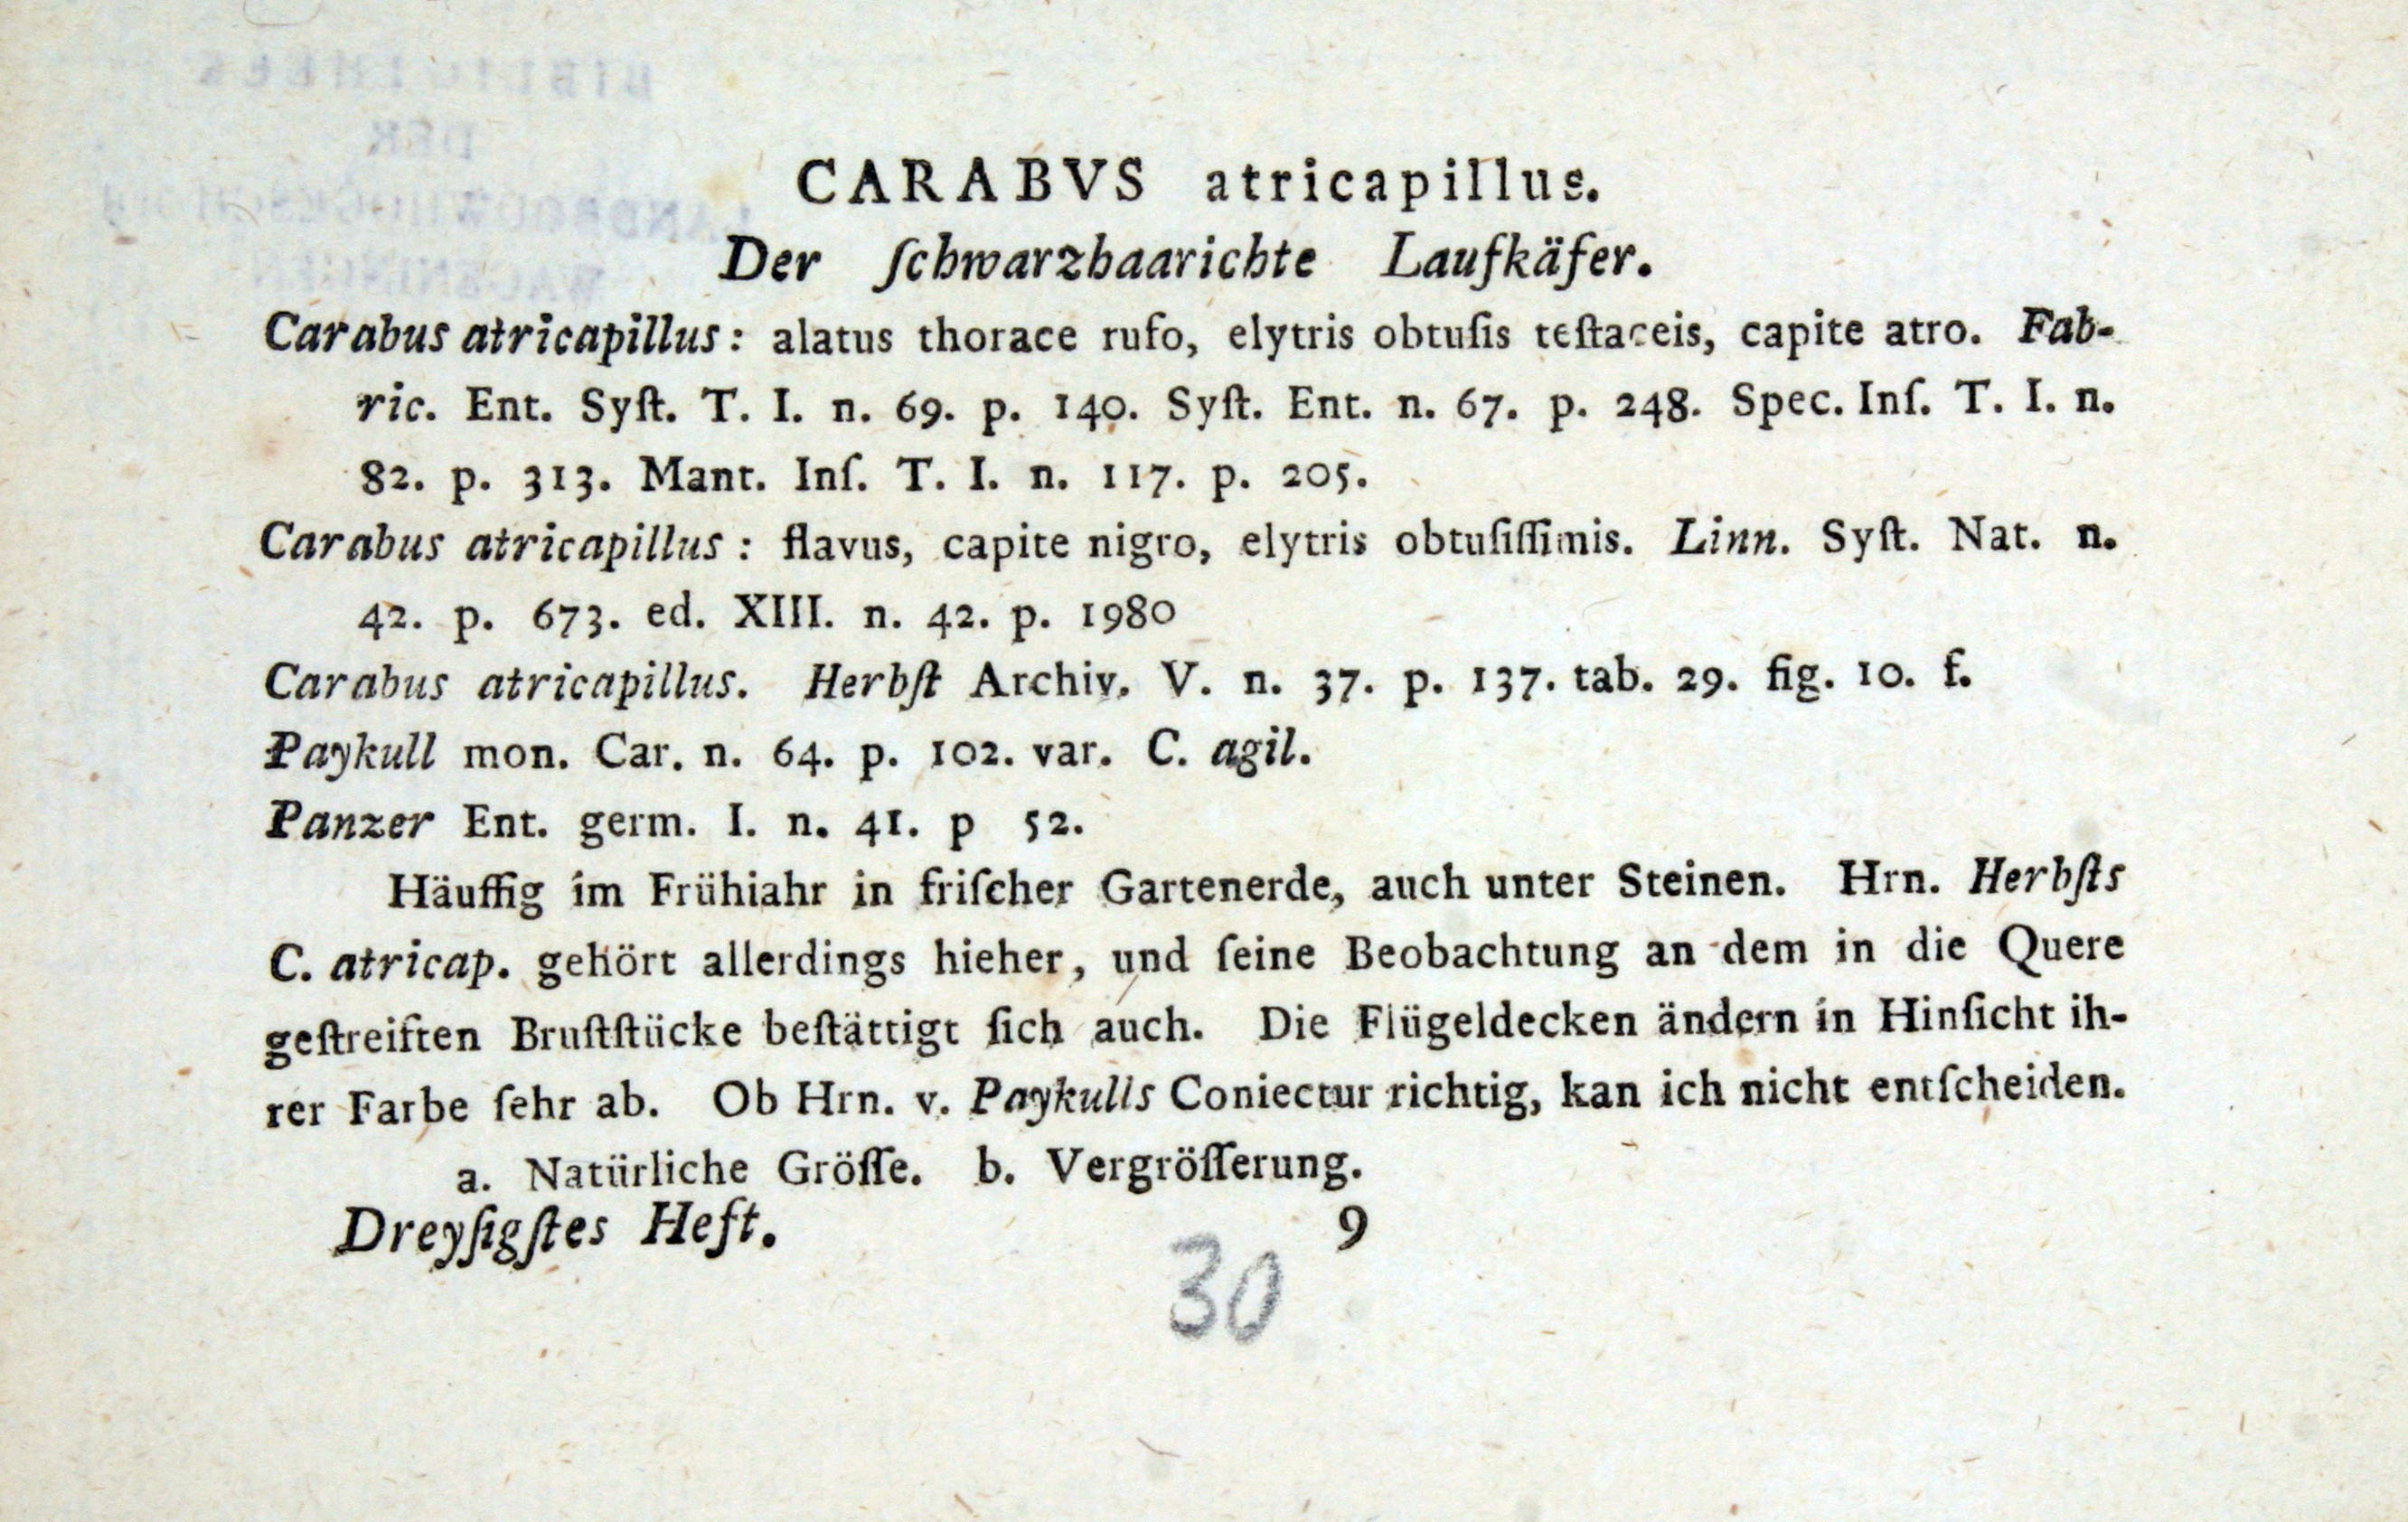 CARABVS atricapillus.
Der ſchwarzhaarichte Laufkäfer.
Carabus atricapillus: alatus thorace rufo, elytris obtuſis teſtaceis, capite atro. Fab-
ric. Ent. Syſt. T. I. n. 69. p. 140. Syſt. Ent. n. 67. p. 248. Spec. Inſ. T. I. n.
82. p. 313. Mant. Inſ. T. I. n. 117. p. 205.
Carabus atricapillus: flavus, capite nigro, elytris obtuſiſſimis. Linn. Syſt. Nat. n.
42. p. 673. ed. XIII. n. 42. p. 1980
Carabus atricapillus. Herbſt Archiv. V. n. 37. p. 137. tab. 29. fig. 10. f.
Paykull mon. Car. n. 64. p. 102. var. C. agil.
Panzer Ent. germ. I. n. 41. p 52.
Häuffig im Frühiahr in friſcher Gartenerde, auch unter Steinen. Hrn. Herbſts
C. atricap. gehört allerdings hieher, und ſeine Beobachtung an dem in die Quere
geſtreiften Bruſtſtücke beſtättigt ſich auch. Die Flügeldecken ändern in Hinſicht ih-
rer Farbe ſehr ab. Ob Hrn. v. Paykulls Coniectur richtig, kan ich nicht entſcheiden.
a. Natürliche Gröſſe. b. Vergröſſerung.
Dreyſigſtes Heft. 9
30